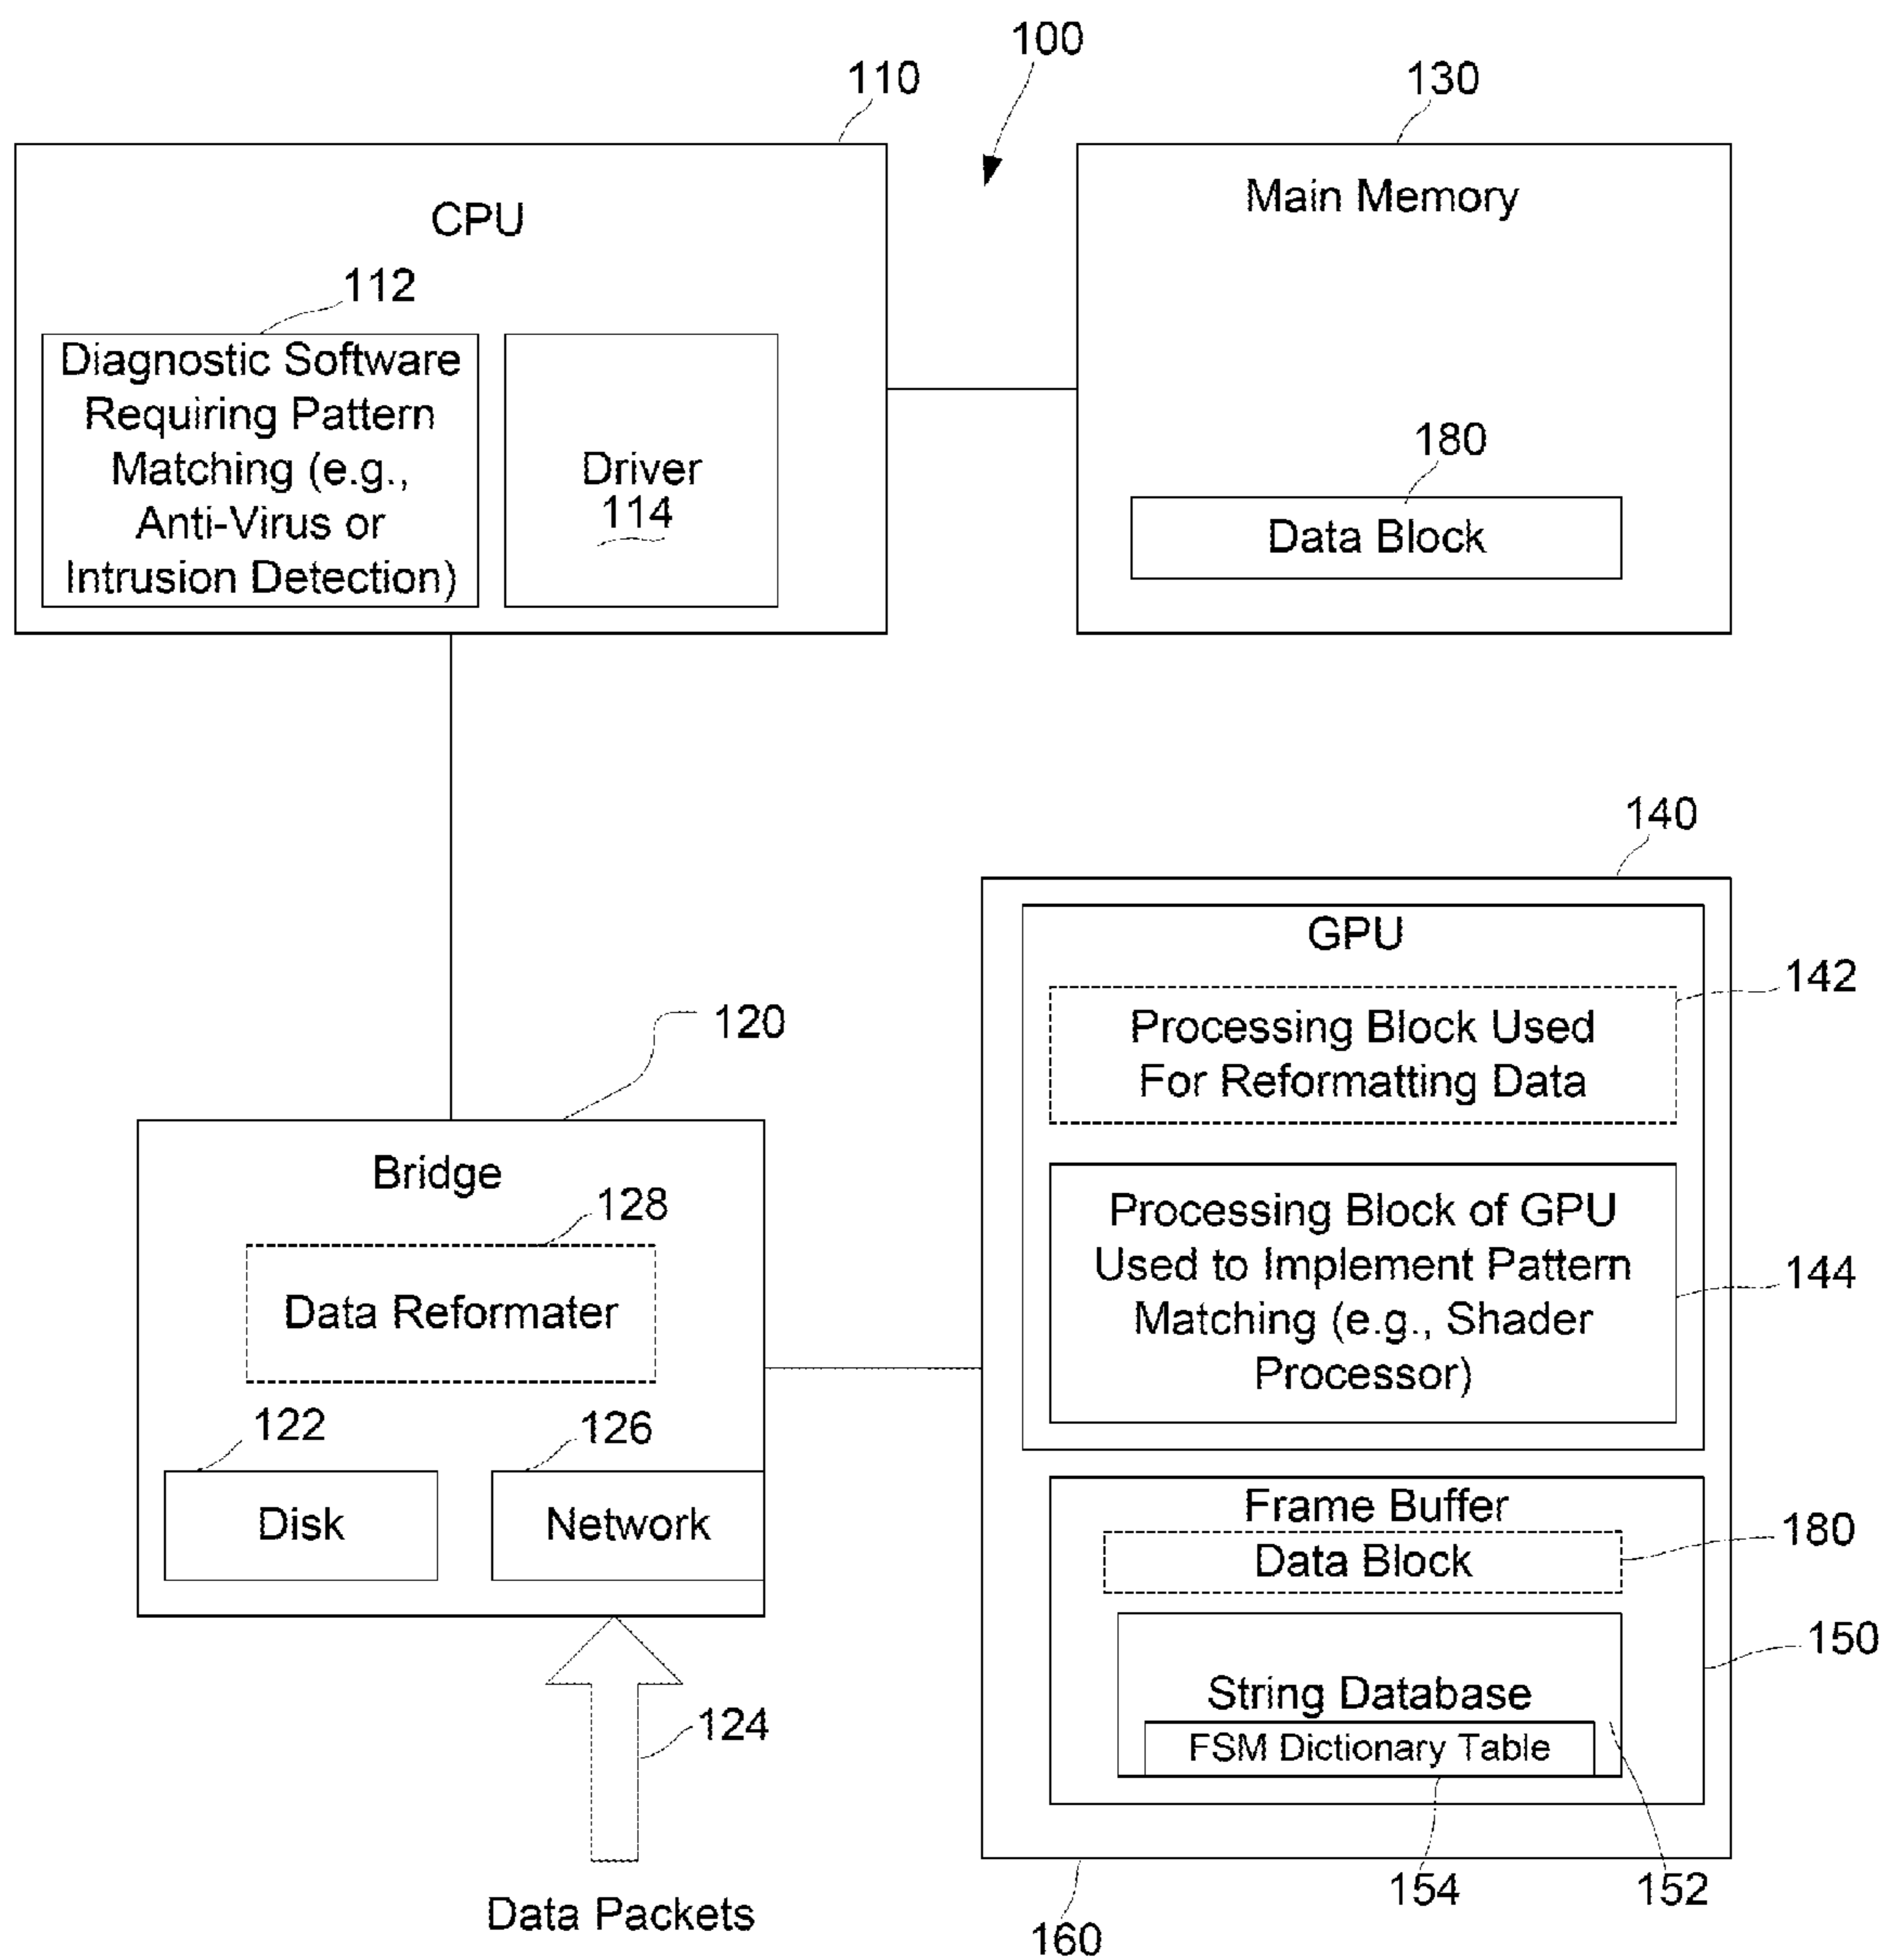 100
110
130
CPU
Main Memory
112
Diagnostic Software
Requiring Pattern
Matching (e.g.,
Anti-Virus or
Intrusion Detection)
Driver
114
180
Data Block
140
GPU
142
Processing Block Used
For Reformatting Data
120
Bridge
128
Data Reformater
Processing Block of GPU
Used to Implement Pattern
Matching (e.g., Shader
Processor)
144
122
126
Disk
Network
Frame Buffer
180
Data Block
150
String Database
FSM Dictionary Table
124
154
152
Data Packets
160